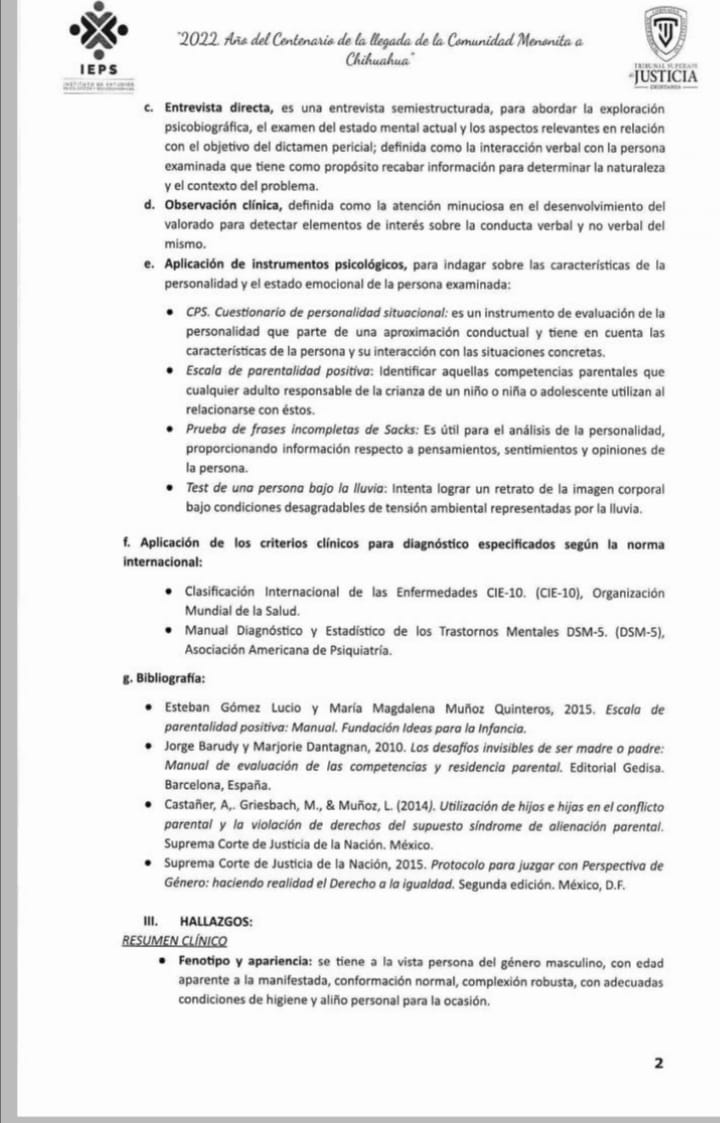 IEPS
"2022. Año del Centenario de la llegada de la Comunidad Menonita a
Chihuahua"
TRIBUNAL SUPERIOR
JUSTICIA
CHIHUAHUA
c. Entrevista directa, es una entrevista semiestructurada, para abordar la exploración
psicobiográfica, el examen del estado mental actual y los aspectos relevantes en relación
con el objetivo del dictamen pericial; definida como la interacción verbal con la persona
examinada que tiene como propósito recabar información para determinar la naturaleza
y el contexto del problema.
d. Observación clínica, definida como la atención minuciosa en el desenvolvimiento del
valorado para detectar elementos de interés sobre la conducta verbal y no verbal del
mismo.
e. Aplicación de instrumentos psicológicos, para indagar sobre las características de la
personalidad y el estado emocional de la persona examinada:
• CPS. Cuestionario de personalidad situacional: es un instrumento de evaluación de la
personalidad que parte de una aproximación conductual y tiene en cuenta las
características de la persona y su interacción con las situaciones concretas.
• Escala de parentalidad positiva: Identificar aquellas competencias parentales que
cualquier adulto responsable de la crianza de un niño o niña o adolescente utilizan al
relacionarse con éstos.
• Prueba de frases incompletas de Sacks: Es útil para el análisis de la personalidad,
proporcionando información respecto a pensamientos, sentimientos y opiniones de
la persona.
• Test de una persona bajo la lluvia: Intenta lograr un retrato de la imagen corporal
bajo condiciones desagradables de tensión ambiental representadas por la lluvia.
f. Aplicación de los criterios clínicos para diagnóstico especificados según la norma
internacional:
• Clasificación Internacional de las Enfermedades CIE-10. (CIE-10), Organización
Mundial de la Salud.
• Manual Diagnóstico y Estadístico de los Trastornos Mentales DSM-5. (DSM-5),
Asociación Americana de Psiquiatría.
g. Bibliografía:
• Esteban Gómez Lucio y María Magdalena Muñoz Quinteros, 2015. Escala de
parentalidad positiva: Manual. Fundación Ideas para la Infancia.
• Jorge Barudy y Marjorie Dantagnan, 2010. Los desafíos invisibles de ser madre o padre:
Manual de evaluación de las competencias y residencia parental. Editorial Gedisa.
Barcelona, España.
• Castañer, A,. Griesbach, M., & Muñoz, L. (2014). Utilización de hijos e hijas en el conflicto
parental y la violación de derechos del supuesto síndrome de alienación parental.
Suprema Corte de Justicia de la Nación. México.
• Suprema Corte de Justicia de la Nación, 2015. Protocolo para juzgar con Perspectiva de
Género: haciendo realidad el Derecho a la igualdad. Segunda edición. México, D.F.
III. HALLAZGOS:
RESUMEN CLÍNICO
• Fenotipo y apariencia: se tiene a la vista persona del género masculino, con edad
aparente a la manifestada, conformación normal, complexión robusta, con adecuadas
condiciones de higiene y aliño personal para la ocasión.
2